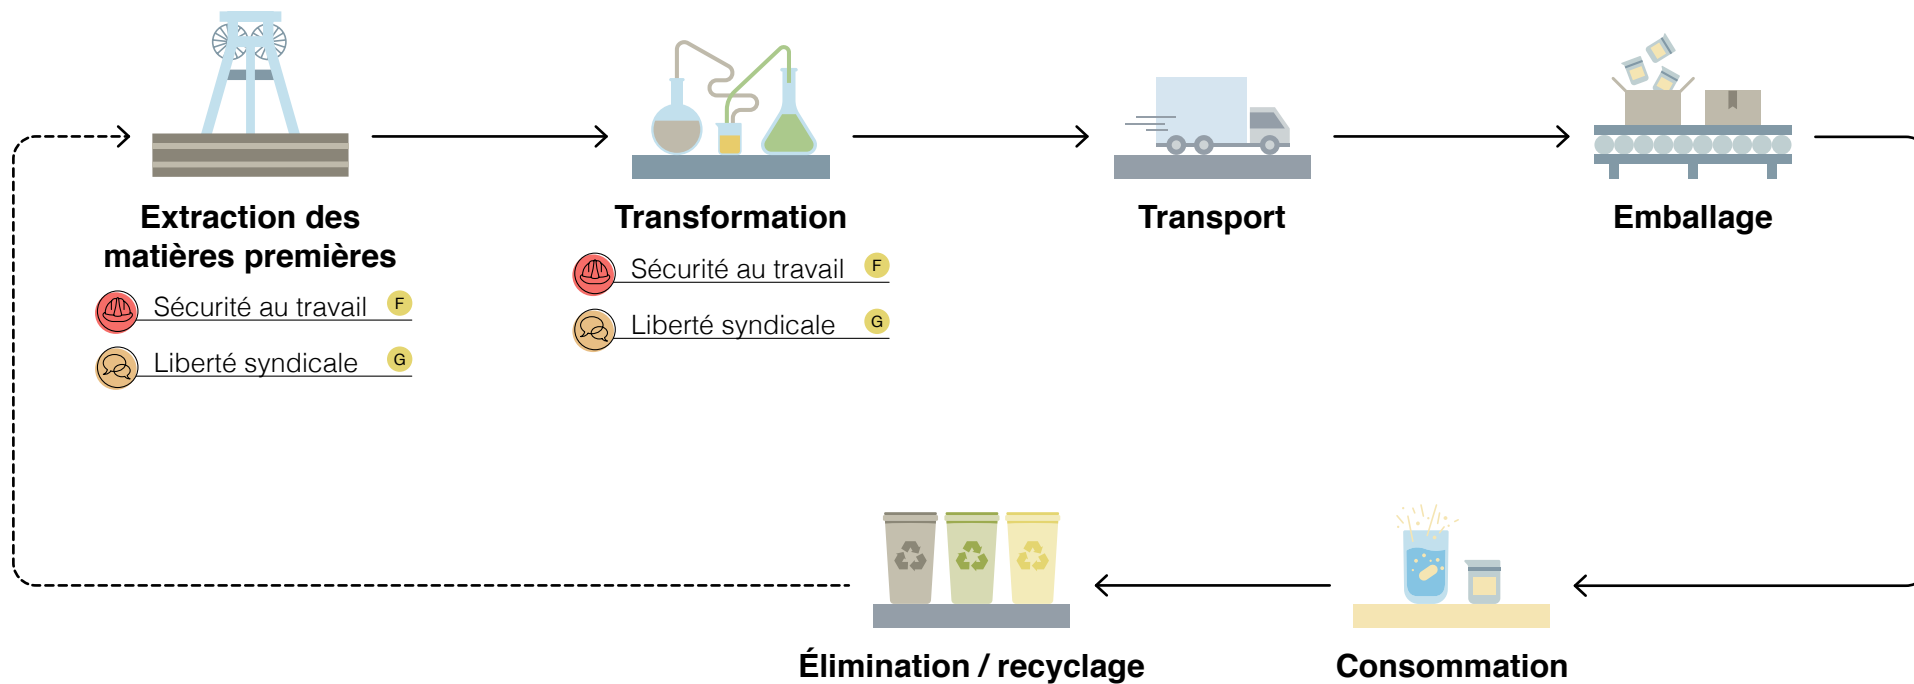 Extraction des
matières premières
Sécurité au travail F
Liberté syndicale G
Transformation
Sécurité au travail F
Liberté syndicale G
Transport
Emballage
Élimination / recyclage
Consommation